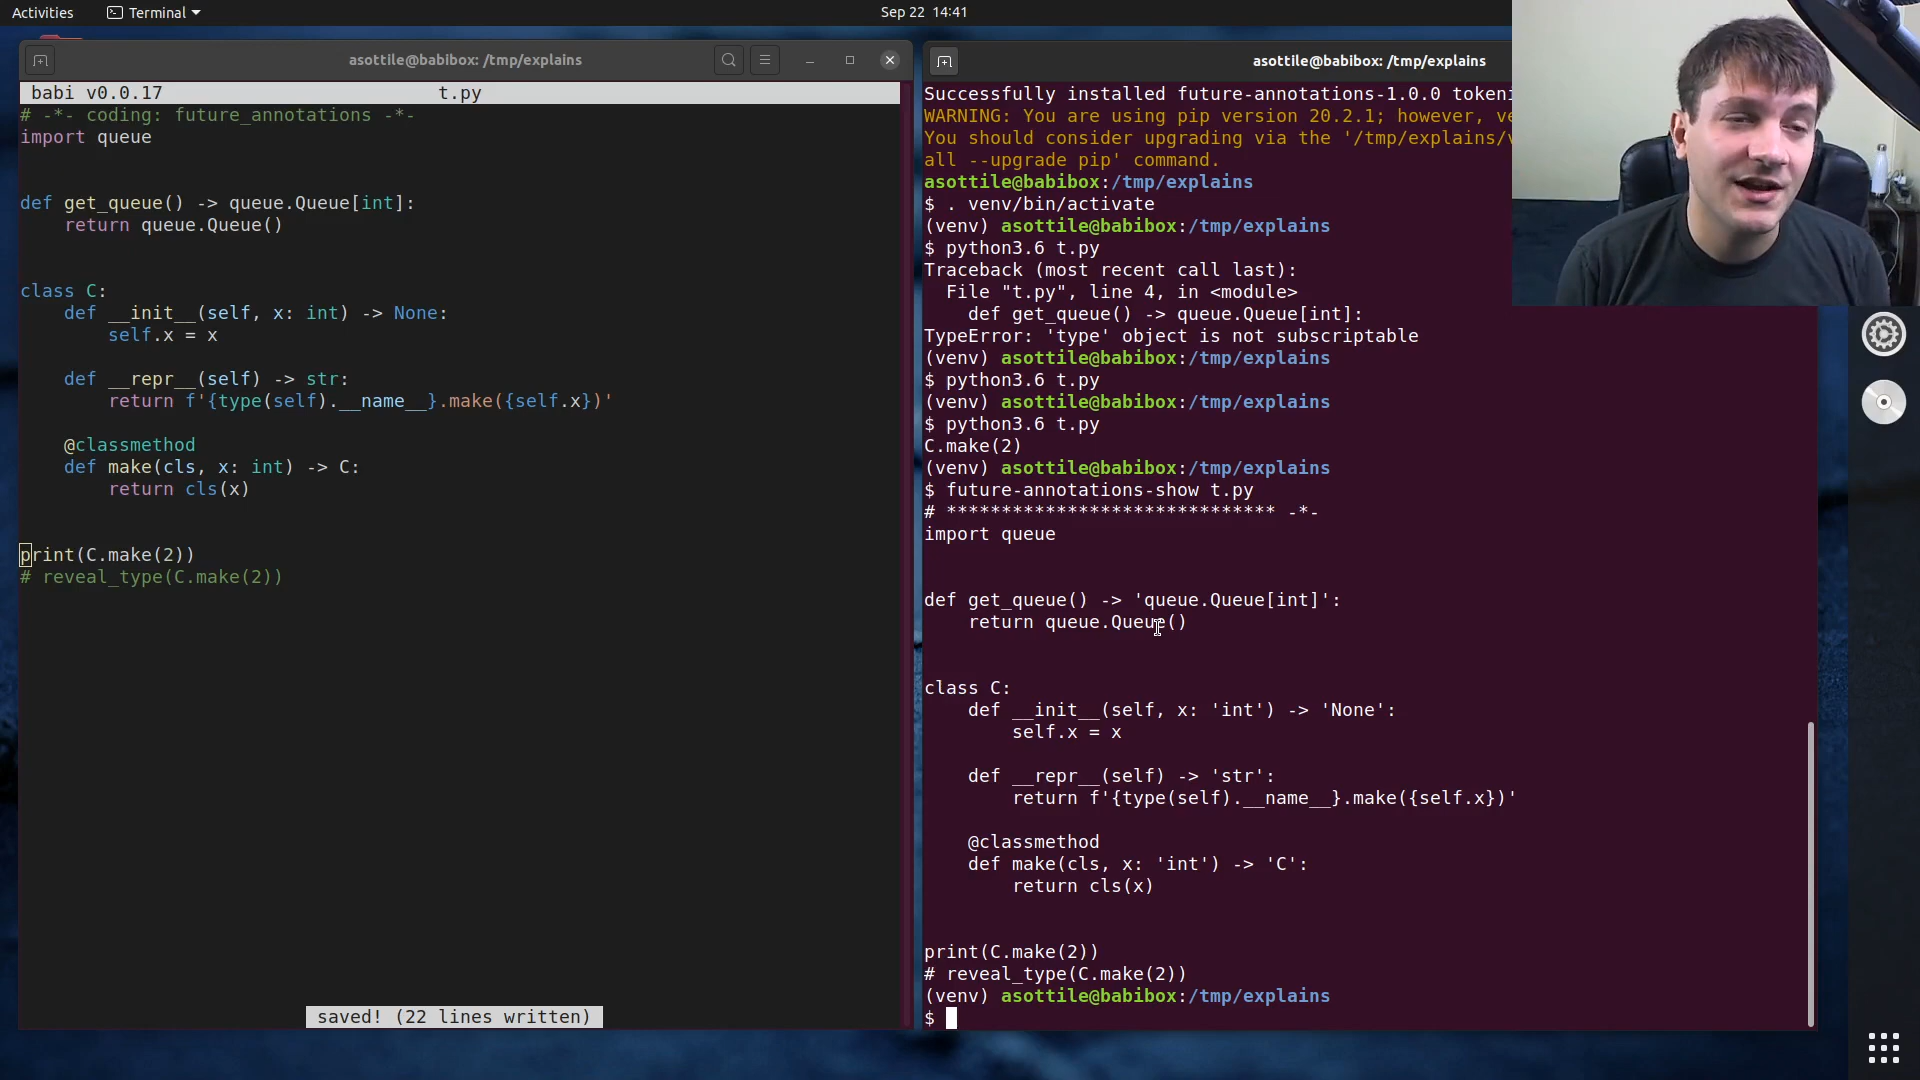 Activities
Terminal
Sep 22 14:41
asottile@babibox: /tmp/explains
babi v0.0.17
t.py
# -*- coding: future_annotations -*-
import queue
def get_queue() -> queue.Queue[int]:
    return queue.Queue()
class C:
    def __init__(self, x: int) -> None:
        self.x = x
    def __repr__(self) -> str:
        return f'{type(self).__name__}.make({self.x})'
    @classmethod
    def make(cls, x: int) -> C:
        return cls(x)
print(C.make(2))
# reveal_type(C.make(2))
saved! (22 lines written)
asottile@babibox: /tmp/explains
Successfully installed future-annotations-1.0.0
WARNING: You are using pip version 20.2.1; however,
You should consider upgrading via the '/tmp/explains/
all --upgrade pip' command.
asottile@babibox:/tmp/explains
$ . venv/bin/activate
(venv) asottile@babibox:/tmp/explains
$ python3.6 t.py
Traceback (most recent call last):
  File "t.py", line 4, in <module>
    def get_queue() -> queue.Queue[int]:
TypeError: 'type' object is not subscriptable
(venv) asottile@babibox:/tmp/explains
$ python3.6 t.py
(venv) asottile@babibox:/tmp/explains
$ python3.6 t.py
C.make(2)
(venv) asottile@babibox:/tmp/explains
$ future-annotations-show t.py
# ****************************** -*-
import queue
def get_queue() -> 'queue.Queue[int]':
    return queue.Queue()
class C:
    def __init__(self, x: 'int') -> 'None':
        self.x = x
    def __repr__(self) -> 'str':
        return f'{type(self).__name__}.make({self.x})'
    @classmethod
    def make(cls, x: 'int') -> 'C':
        return cls(x)
print(C.make(2))
# reveal_type(C.make(2))
(venv) asottile@babibox:/tmp/explains
$